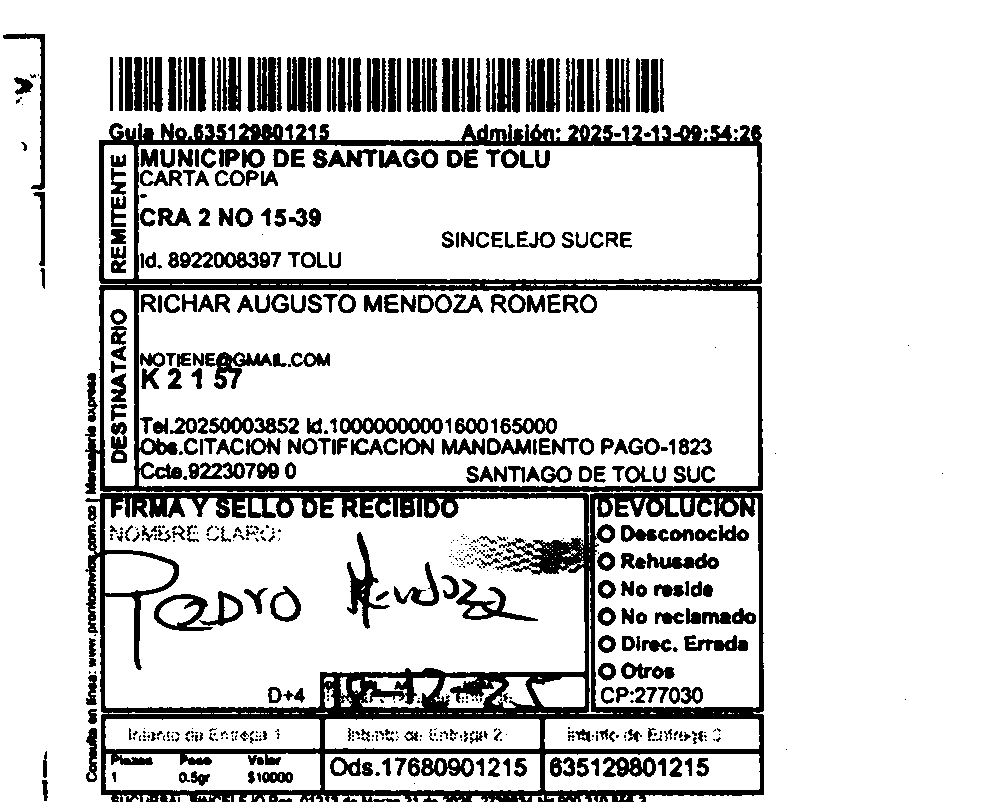 Guia No.635129801215 Admisión: 2025-12-13-09:54:26
REMITENTE
MUNICIPIO DE SANTIAGO DE TOLU
CARTA COPIA
-
CRA 2 NO 15-39
SINCELEJO SUCRE
Id. 8922008397 TOLU
DESTINATARIO
RICHAR AUGUSTO MENDOZA ROMERO
NOTIENE@GMAIL.COM
K 2 1 57
Tel.20250003852 Id.10000000001600165000
Obs.CITACION NOTIFICACION MANDAMIENTO PAGO-1823
Ccte.92230799 0 SANTIAGO DE TOLU SUC
Consulta en linea: www.prontoenvios.com.co | Mensajeria expresa
FIRMA Y SELLO DE RECIBIDO
NOMBRE CLARO:
Pedro Mendoza
D+4
DEVOLUCION
Desconocido
Rehusado
No reside
No reclamado
Direc. Errada
Otros
CP:277030
Intento de Entrega 1 Intento de Entrega 2 Intento de Entrega 3
Piezas Peso Valor
1 0.5gr $10000
Ods.17680901215 635129801215